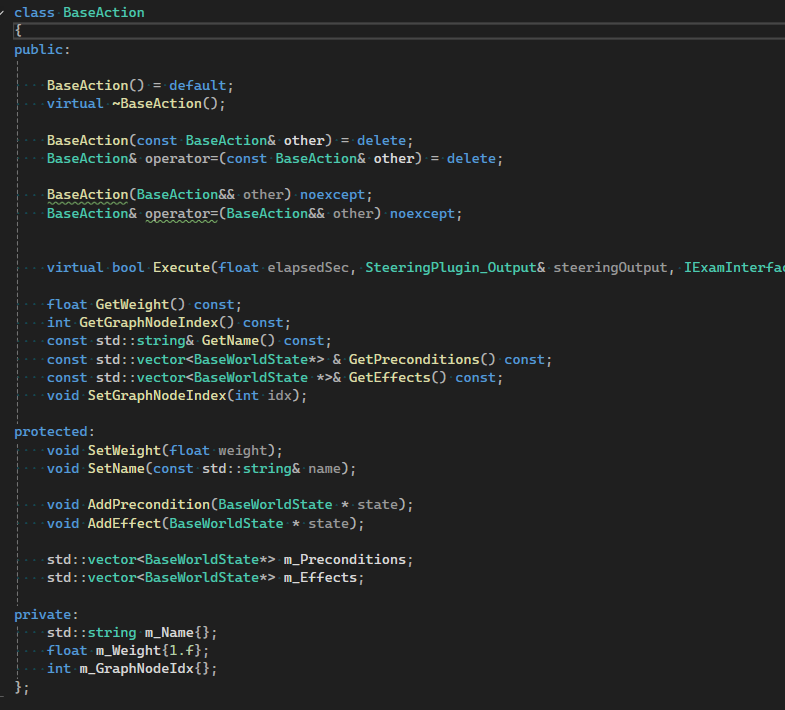 class BaseAction
{
public:
    BaseAction() = default;
    virtual ~BaseAction();
    BaseAction(const BaseAction& other) = delete;
    BaseAction& operator=(const BaseAction& other) = delete;
    BaseAction(BaseAction&& other) noexcept;
    BaseAction& operator=(BaseAction&& other) noexcept;
    virtual bool Execute(float elapsedSec, SteeringPlugin_Output& steeringOutput, IExamInterfac
    float GetWeight() const;
    int GetGraphNodeIndex() const;
    const std::string& GetName() const;
    const std::vector<BaseWorldState*> & GetPreconditions() const;
    const std::vector<BaseWorldState *>& GetEffects() const;
    void SetGraphNodeIndex(int idx);
protected:
    void SetWeight(float weight);
    void SetName(const std::string& name);
    void AddPrecondition(BaseWorldState * state);
    void AddEffect(BaseWorldState * state);
    std::vector<BaseWorldState*> m_Preconditions;
    std::vector<BaseWorldState*> m_Effects;
private:
    std::string m_Name{};
    float m_Weight{1.f};
    int m_GraphNodeIdx{};
};